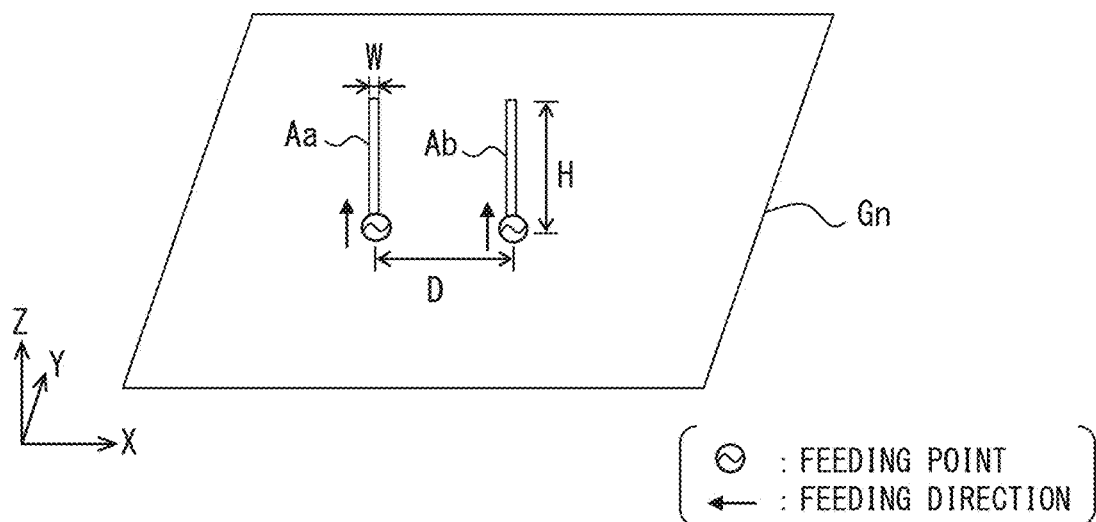 W
Aa
Ab
H
Gn
D
Z
Y
X
: FEEDING POINT
: FEEDING DIRECTION